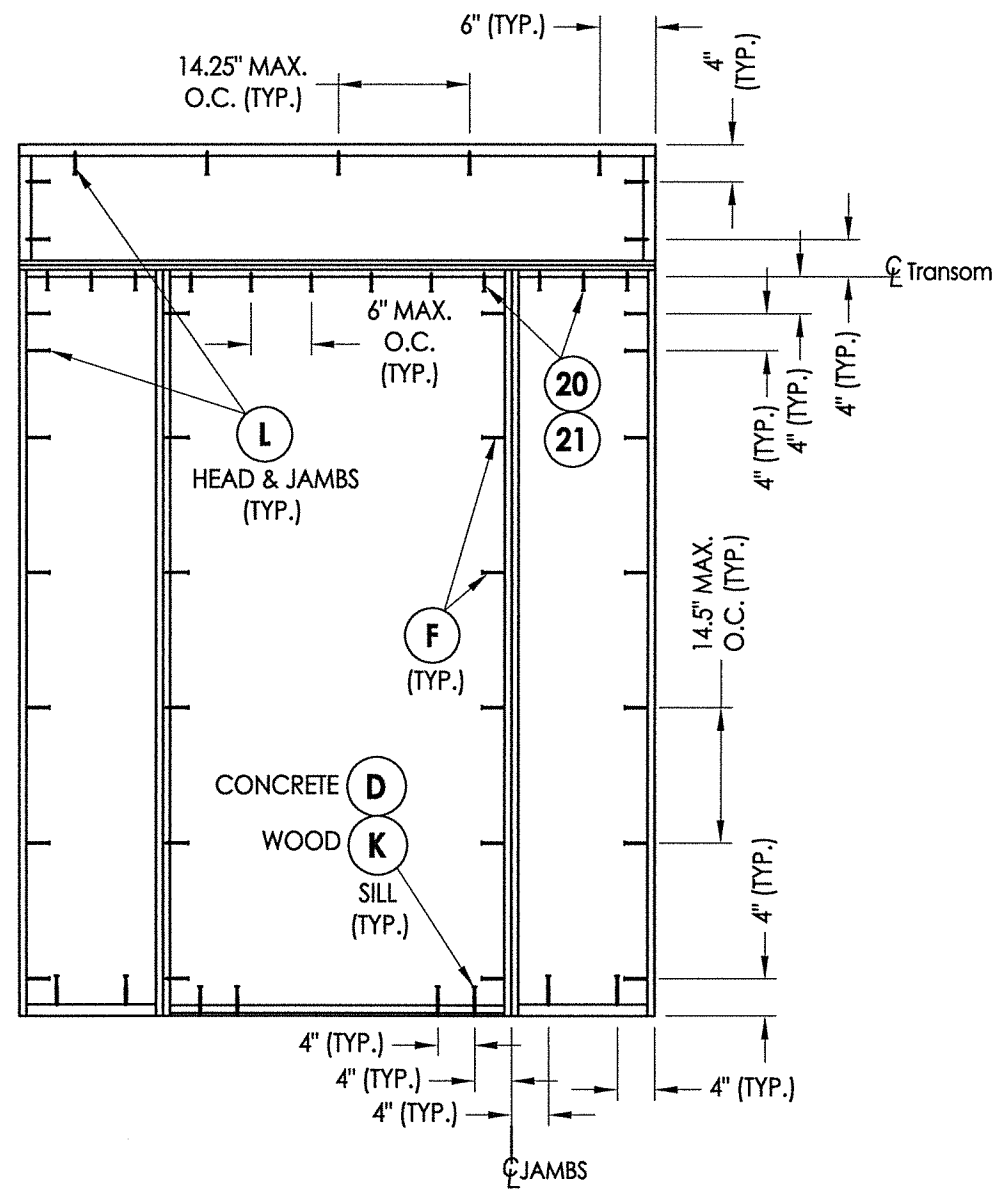 6" (TYP.)
4"
(TYP.)
14.25" MAX.
O.C. (TYP.)
℄ Transom
6" MAX.
O.C.
(TYP.)
20
21
4" (TYP.)
4" (TYP.)
4" (TYP.)
L
HEAD & JAMBS
(TYP.)
14.5" MAX.
O.C. (TYP.)
F
(TYP.)
CONCRETE D
WOOD K
SILL
(TYP.)
4" (TYP.)
4" (TYP.)
4" (TYP.)
4" (TYP.)
4" (TYP.)
℄ JAMBS